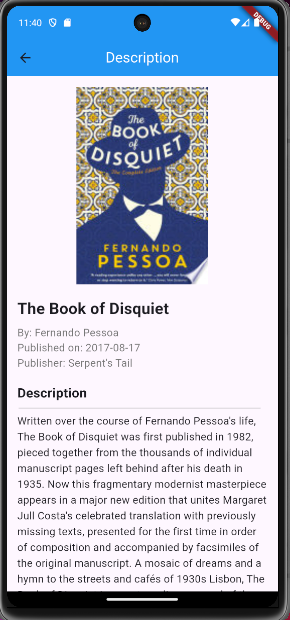 11:40
DEBUG
Description
The
BOOK
OF
DISQUIET
The Complete Edition
FERNANDO
PESSOA
The Book of Disquiet
By: Fernando Pessoa
Published on: 2017-08-17
Publisher: Serpent's Tail
Description
Written over the course of Fernando Pessoa's life,
The Book of Disquiet was first published in 1982,
pieced together from the thousands of individual
manuscript pages left behind after his death in
1935. Now this fragmentary modernist masterpiece
appears in a major new edition that unites Margaret
Jull Costa's celebrated translation with previously
missing texts, presented for the first time in order
of composition and accompanied by facsimiles of
the original manuscript. A mosaic of dreams and a
hymn to the streets and cafés of 1930s Lisbon, The